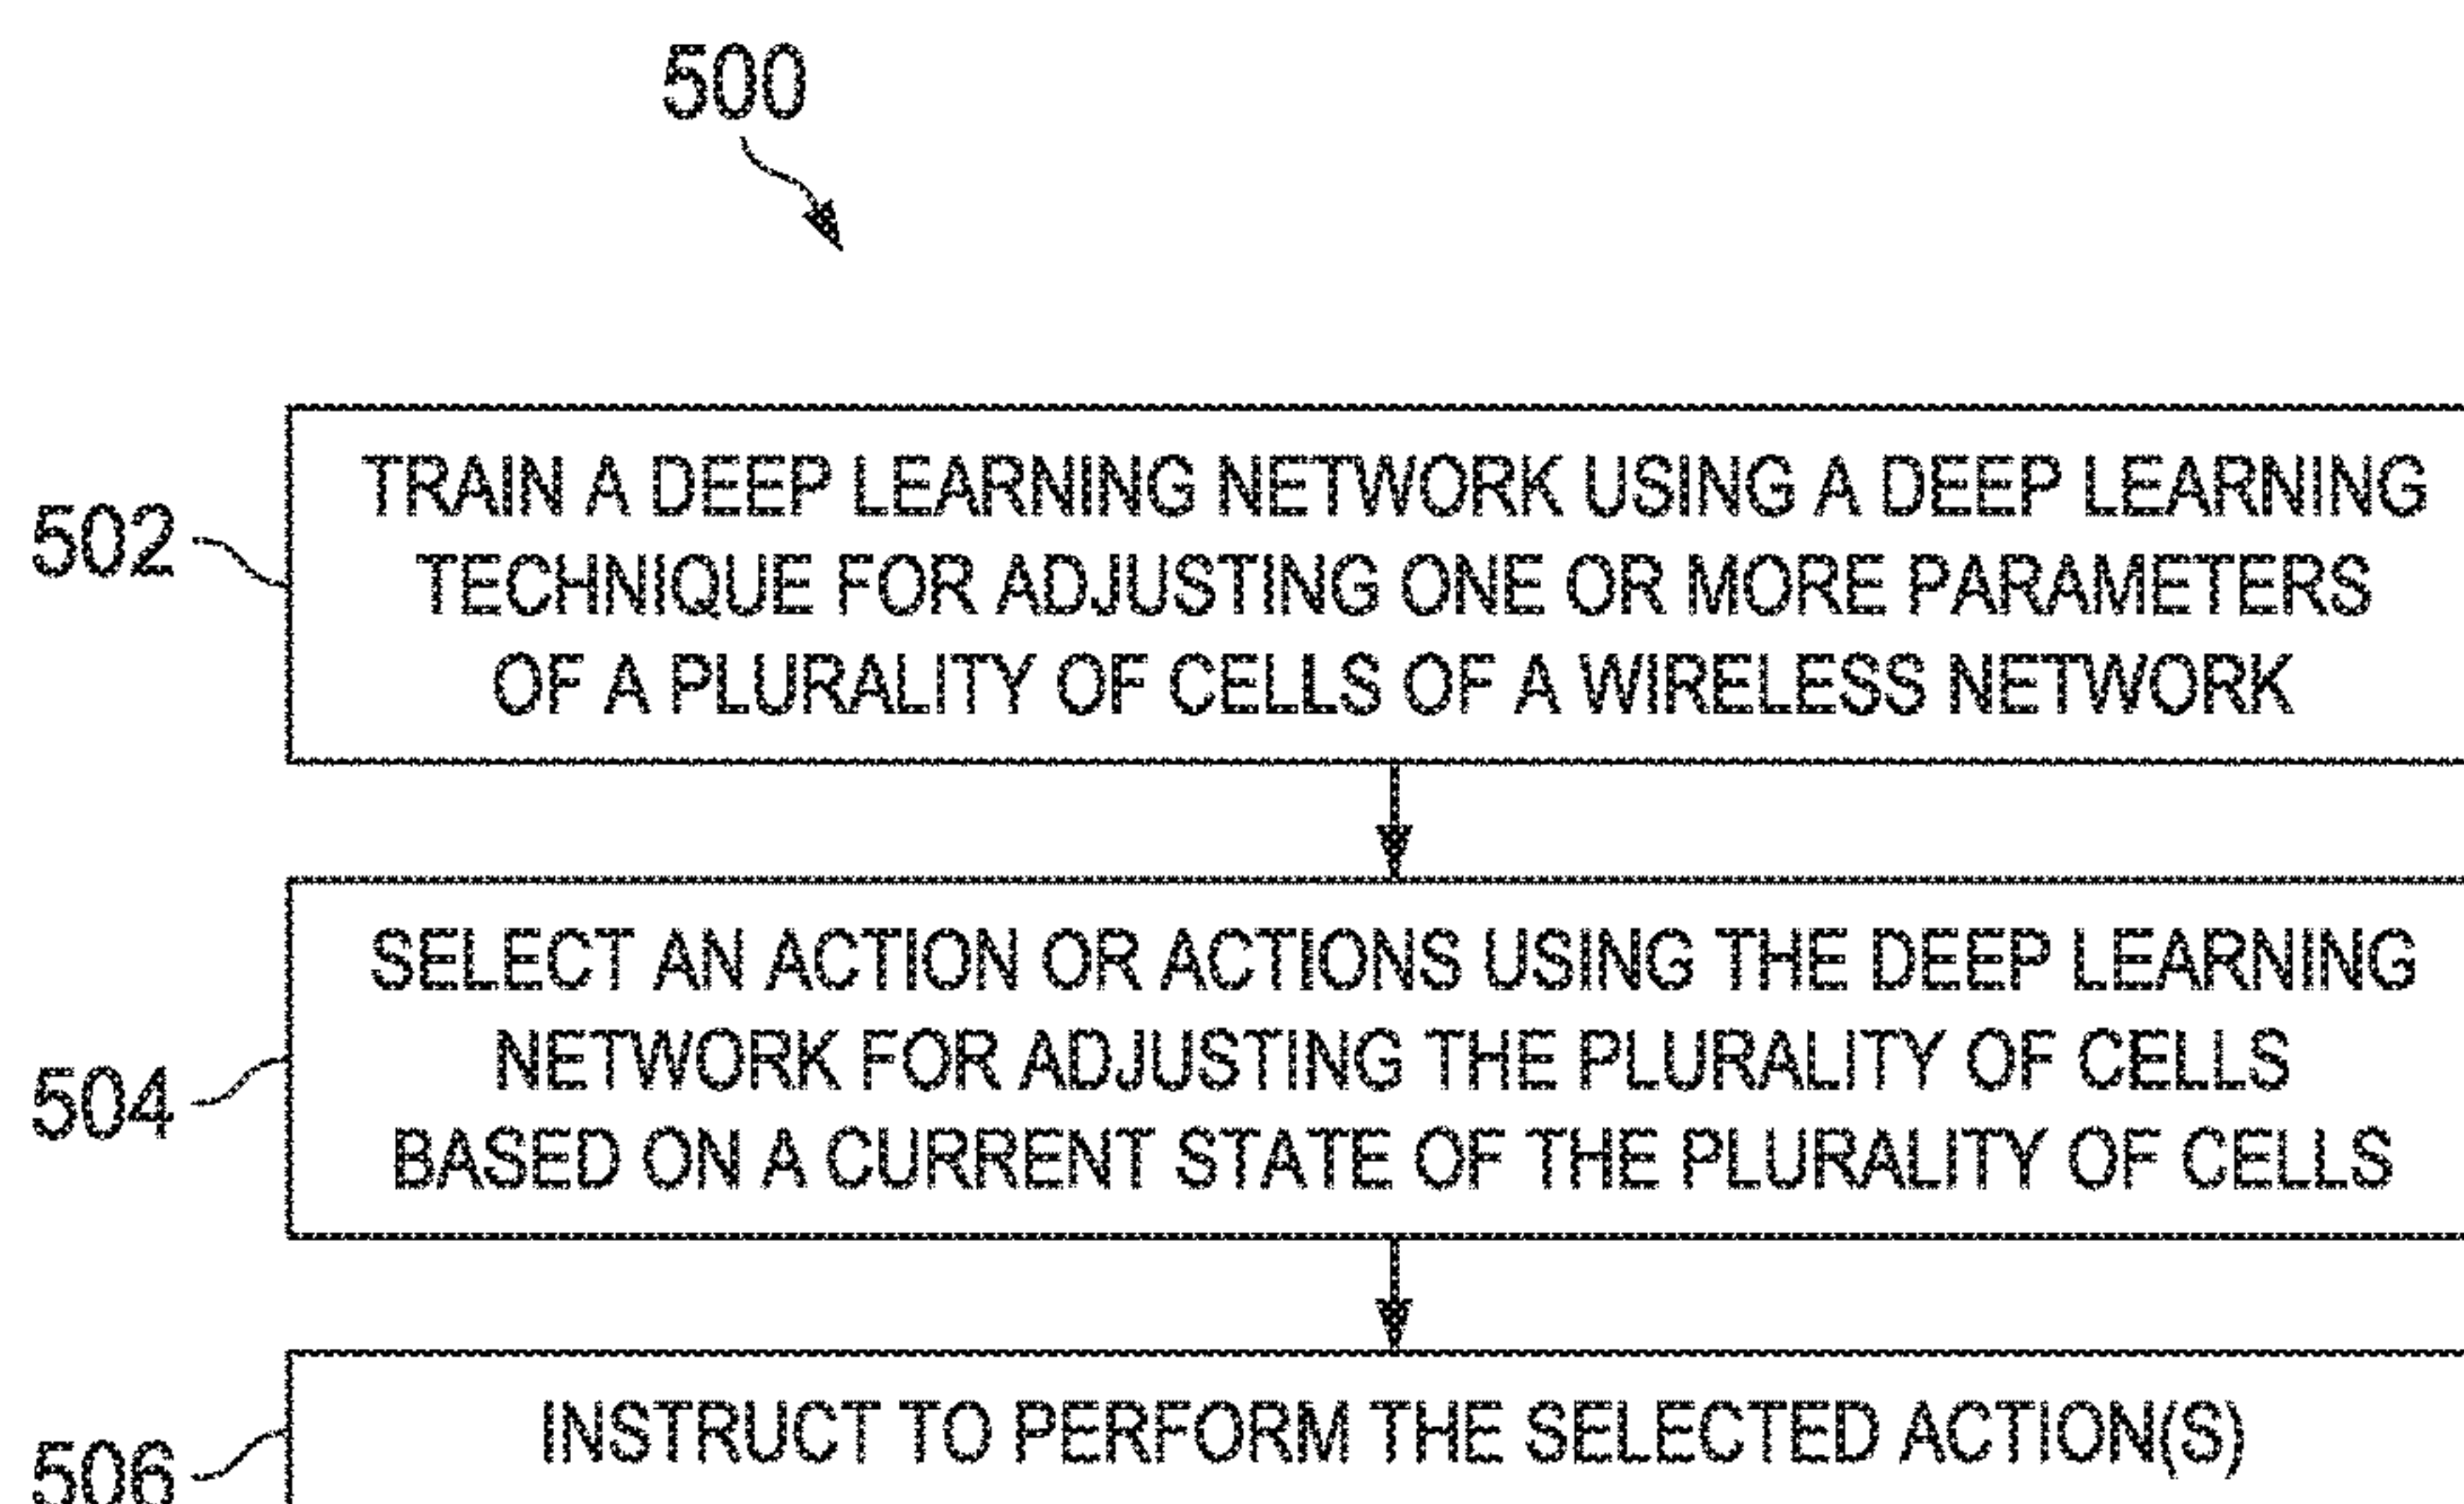 500
502
TRAIN A DEEP LEARNING NETWORK USING A DEEP LEARNING
TECHNIQUE FOR ADJUSTING ONE OR MORE PARAMETERS
OF A PLURALITY OF CELLS OF A WIRELESS NETWORK
504
SELECT AN ACTION OR ACTIONS USING THE DEEP LEARNING
NETWORK FOR ADJUSTING THE PLURALITY OF CELLS
BASED ON A CURRENT STATE OF THE PLURALITY OF CELLS
506
INSTRUCT TO PERFORM THE SELECTED ACTION(S)